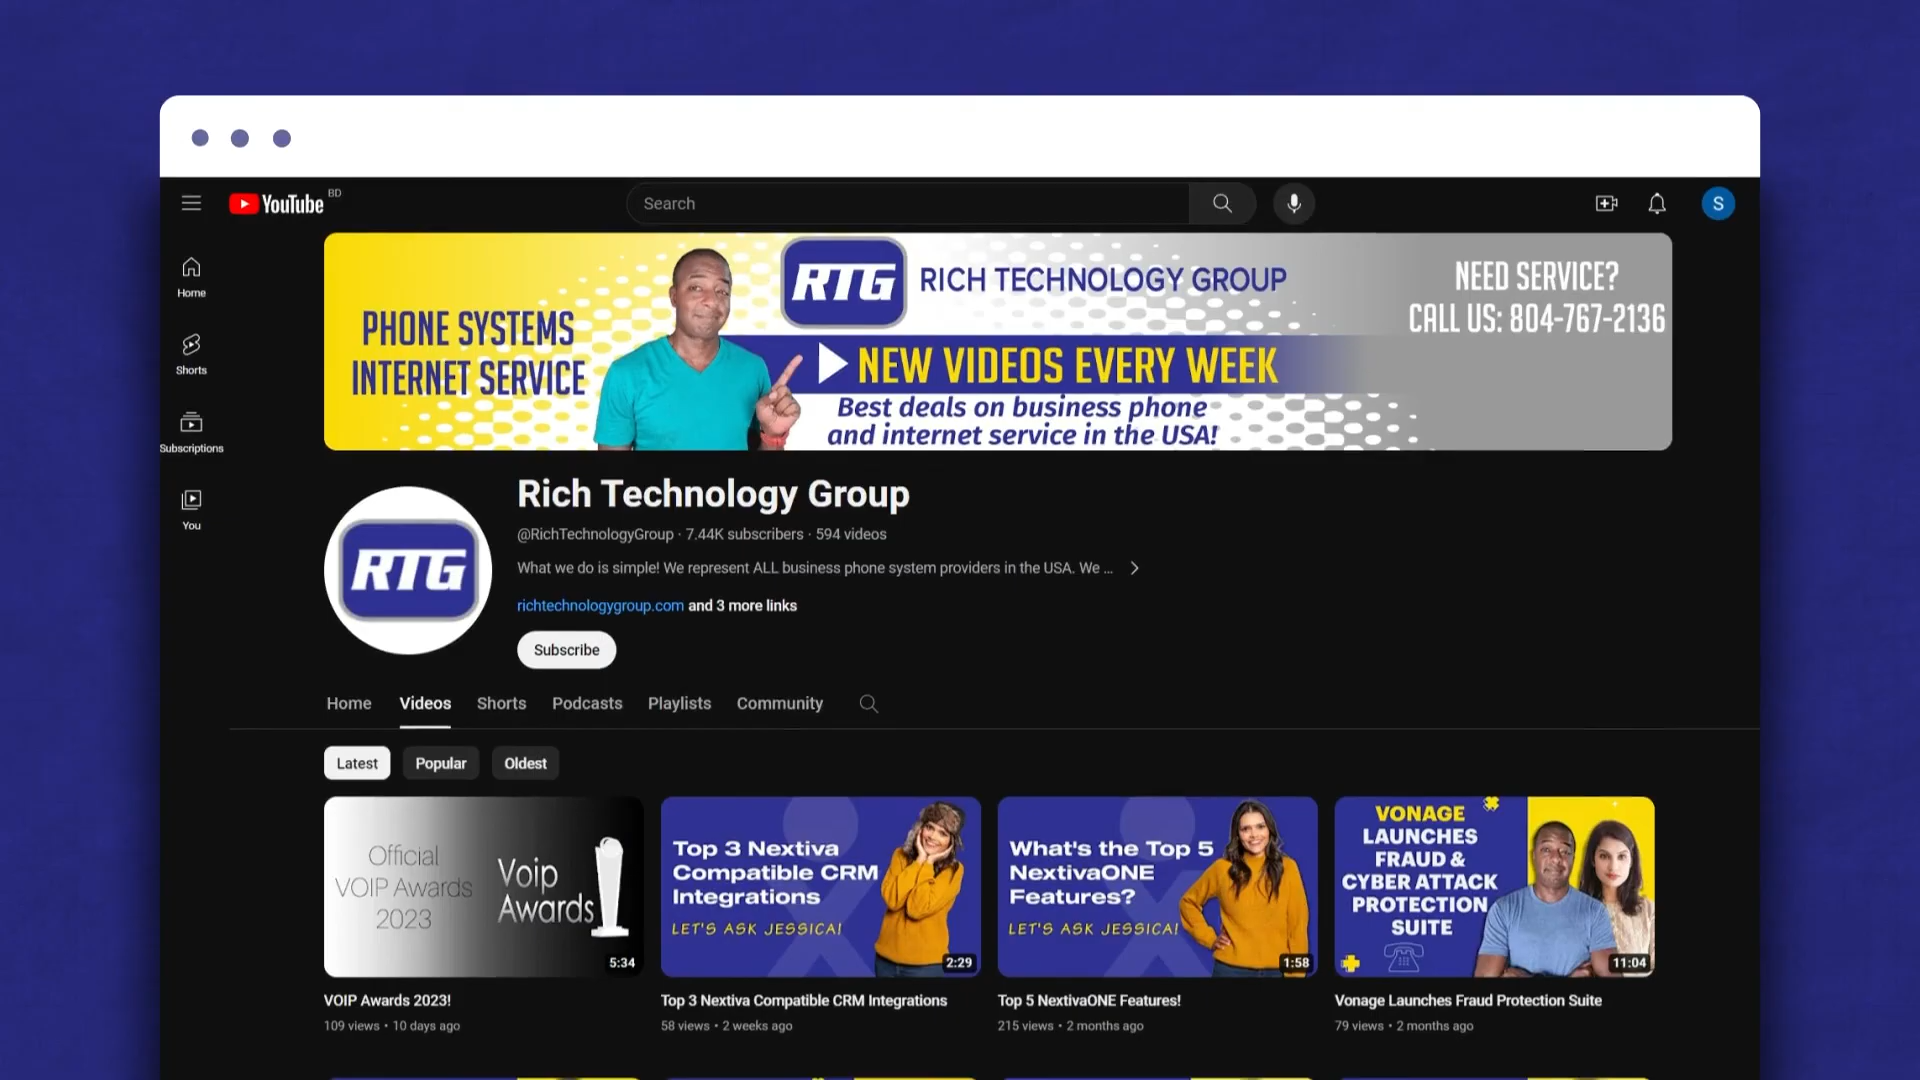 YouTube BD
Search
S
Home
Shorts
Subscriptions
You
PHONE SYSTEMS
INTERNET SERVICE
RTG RICH TECHNOLOGY GROUP
NEW VIDEOS EVERY WEEK
Best deals on business phone
and internet service in the USA!
NEED SERVICE?
CALL US: 804-767-2136
RTG
Rich Technology Group
@RichTechnologyGroup · 7.44K subscribers · 594 videos
What we do is simple! We represent ALL business phone system providers in the USA. We ...
richtechnologygroup.com and 3 more links
Subscribe
Home Videos Shorts Podcasts Playlists Community
Latest Popular Oldest
Official
VOIP Awards
2023
Voip
Awards
5:34
VOIP Awards 2023!
109 views • 10 days ago
Top 3 Nextiva
Compatible CRM
Integrations
LET'S ASK JESSICA!
2:29
Top 3 Nextiva Compatible CRM Integrations
58 views • 2 weeks ago
What's the Top 5
NextivaONE
Features?
LET'S ASK JESSICA!
1:58
Top 5 NextivaONE Features!
215 views • 2 months ago
VONAGE
LAUNCHES
FRAUD &
CYBER ATTACK
PROTECTION
SUITE
11:04
Vonage Launches Fraud Protection Suite
79 views • 2 months ago